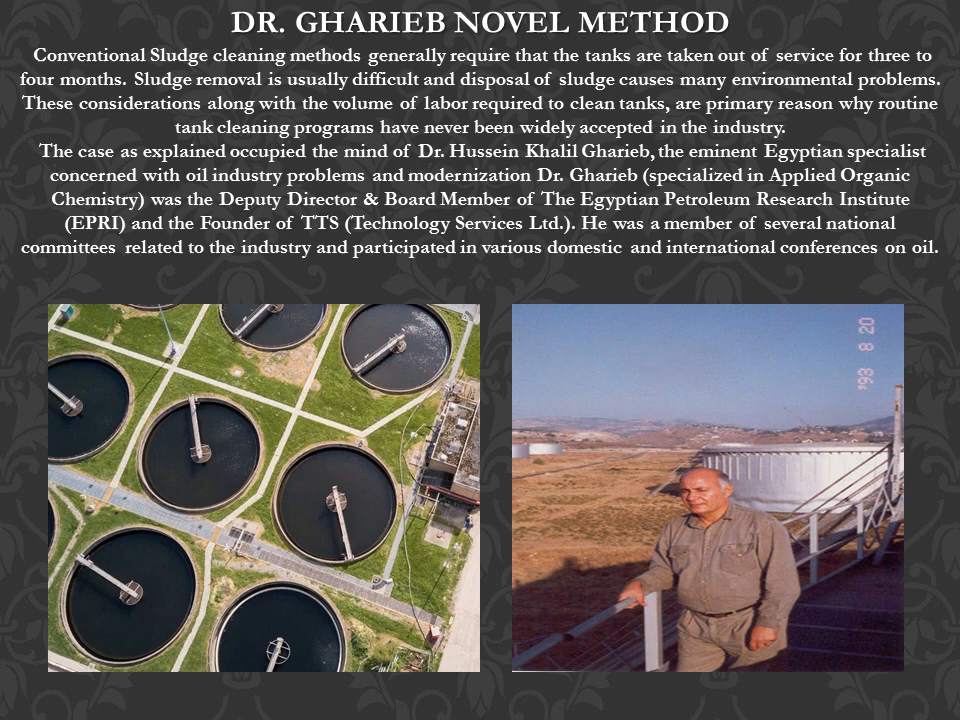 DR. GHARIEB NOVEL METHOD
Conventional Sludge cleaning methods generally require that the tanks are taken out of service for three to
four months. Sludge removal is usually difficult and disposal of sludge causes many environmental problems.
These considerations along with the volume of labor required to clean tanks, are primary reason why routine
tank cleaning programs have never been widely accepted in the industry.
The case as explained occupied the mind of Dr. Hussein Khalil Gharieb, the eminent Egyptian specialist
concerned with oil industry problems and modernization Dr. Gharieb (specialized in Applied Organic
Chemistry) was the Deputy Director & Board Member of The Egyptian Petroleum Research Institute
(EPRI) and the Founder of TTS (Technology Services Ltd.). He was a member of several national
committees related to the industry and participated in various domestic and international conferences on oil.
'93 8 20